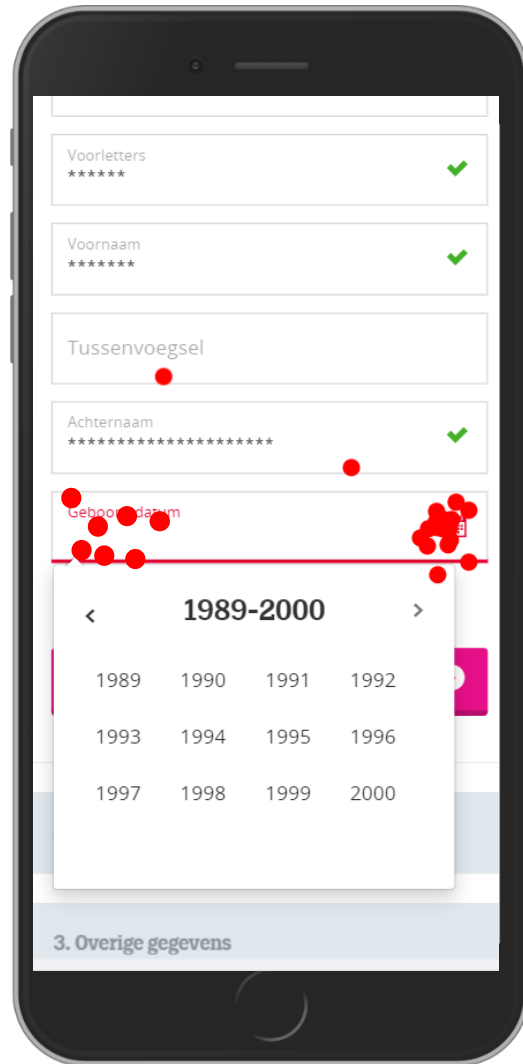 Voorletters
******
Voornaam
*******
Tussenvoegsel
Achternaam
*********************
1989-2000
1989 1990 1991 1992
1993 1994 1995 1996
1997 1998 1999 2000
3. Overige gegevens